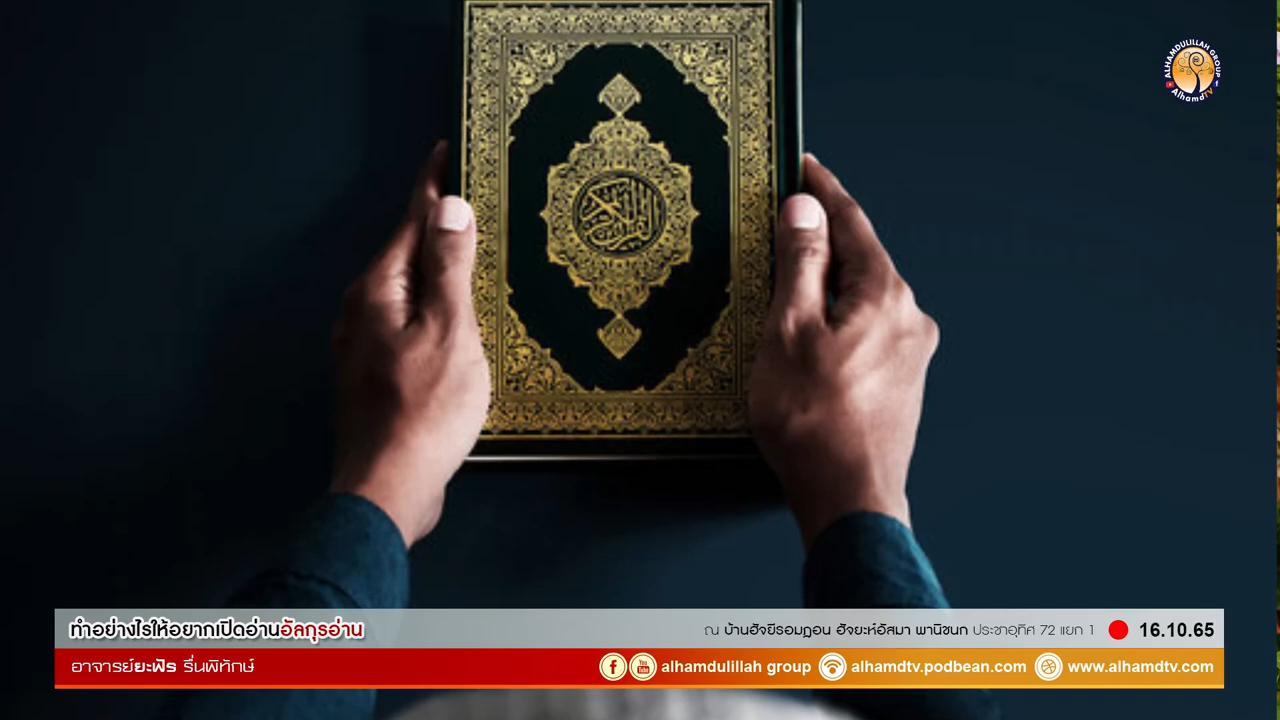 ALHAMDULILLAH GROUP
AlhamdTV
القرآن الكريم
ทำอย่างไรให้อยากเปิดอ่านอัลกุรอ่าน
ณ บ้านฮัจยีรอมฎอน ฮัจยะห์อัสมา พานิชนก ประชาอุทิศ 72 แยก 1
16.10.65
อาจารย์ยะฟัร รื่นพิทักษ์
f You Tube alhamdulillah group alhamdtv.podbean.com www.alhamdtv.com